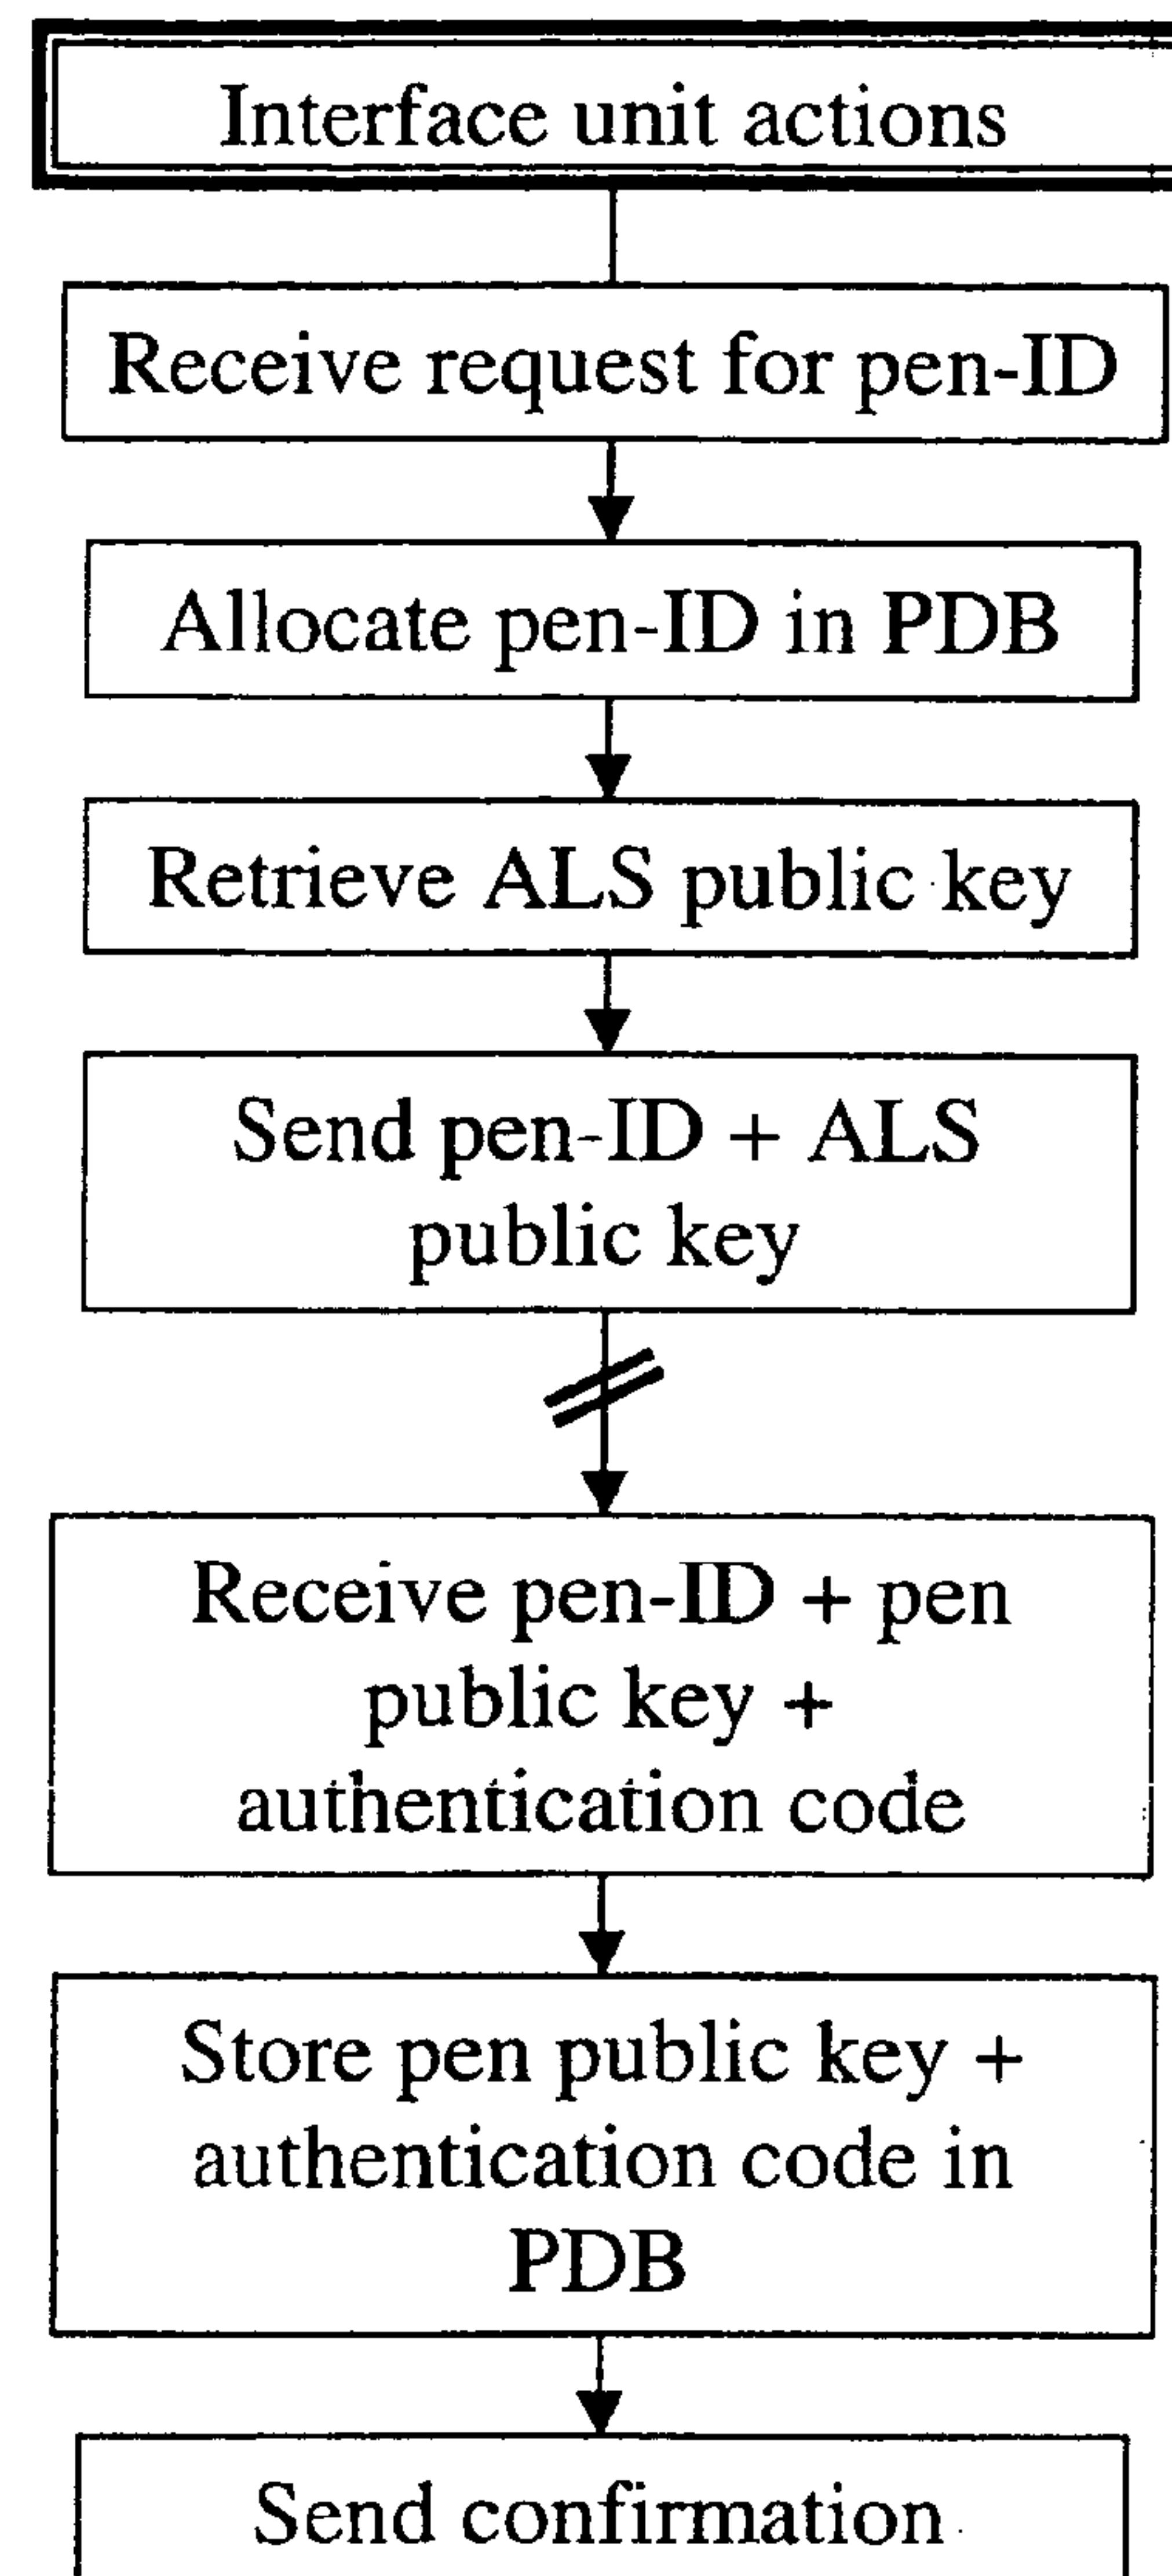 Interface unit actions
Receive request for pen-ID
Allocate pen-ID in PDB
Retrieve ALS public key
Send pen-ID + ALS
public key
Receive pen-ID + pen
public key +
authentication code
Store pen public key +
authentication code in
PDB
Send confirmation